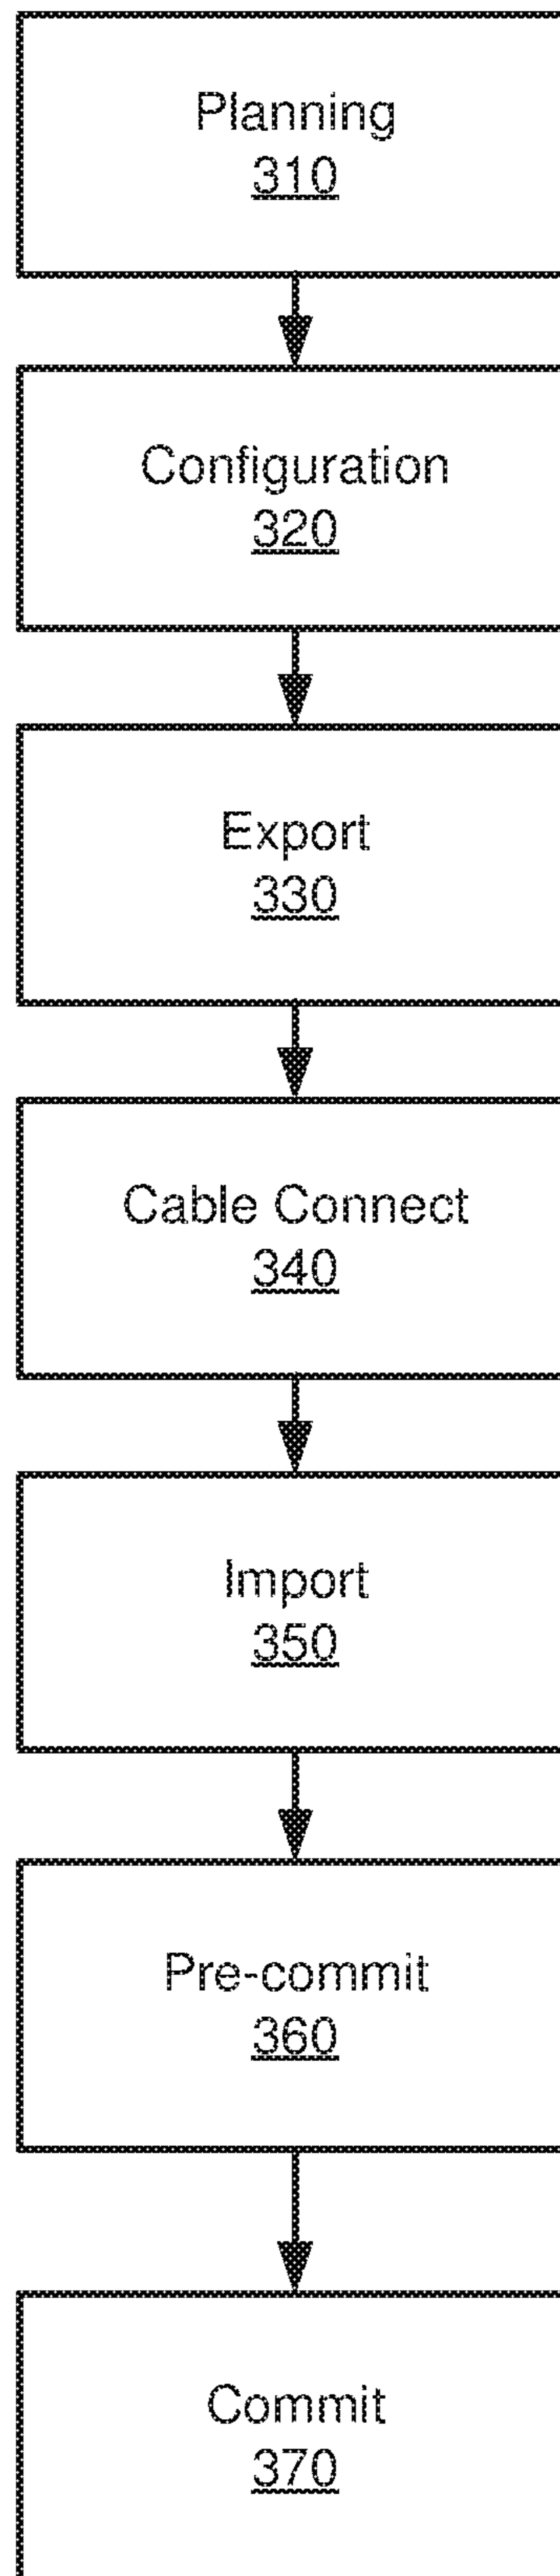 Planning
310
Configuration
320
Export
330
Cable Connect
340
Import
350
Pre-commit
360
Commit
370